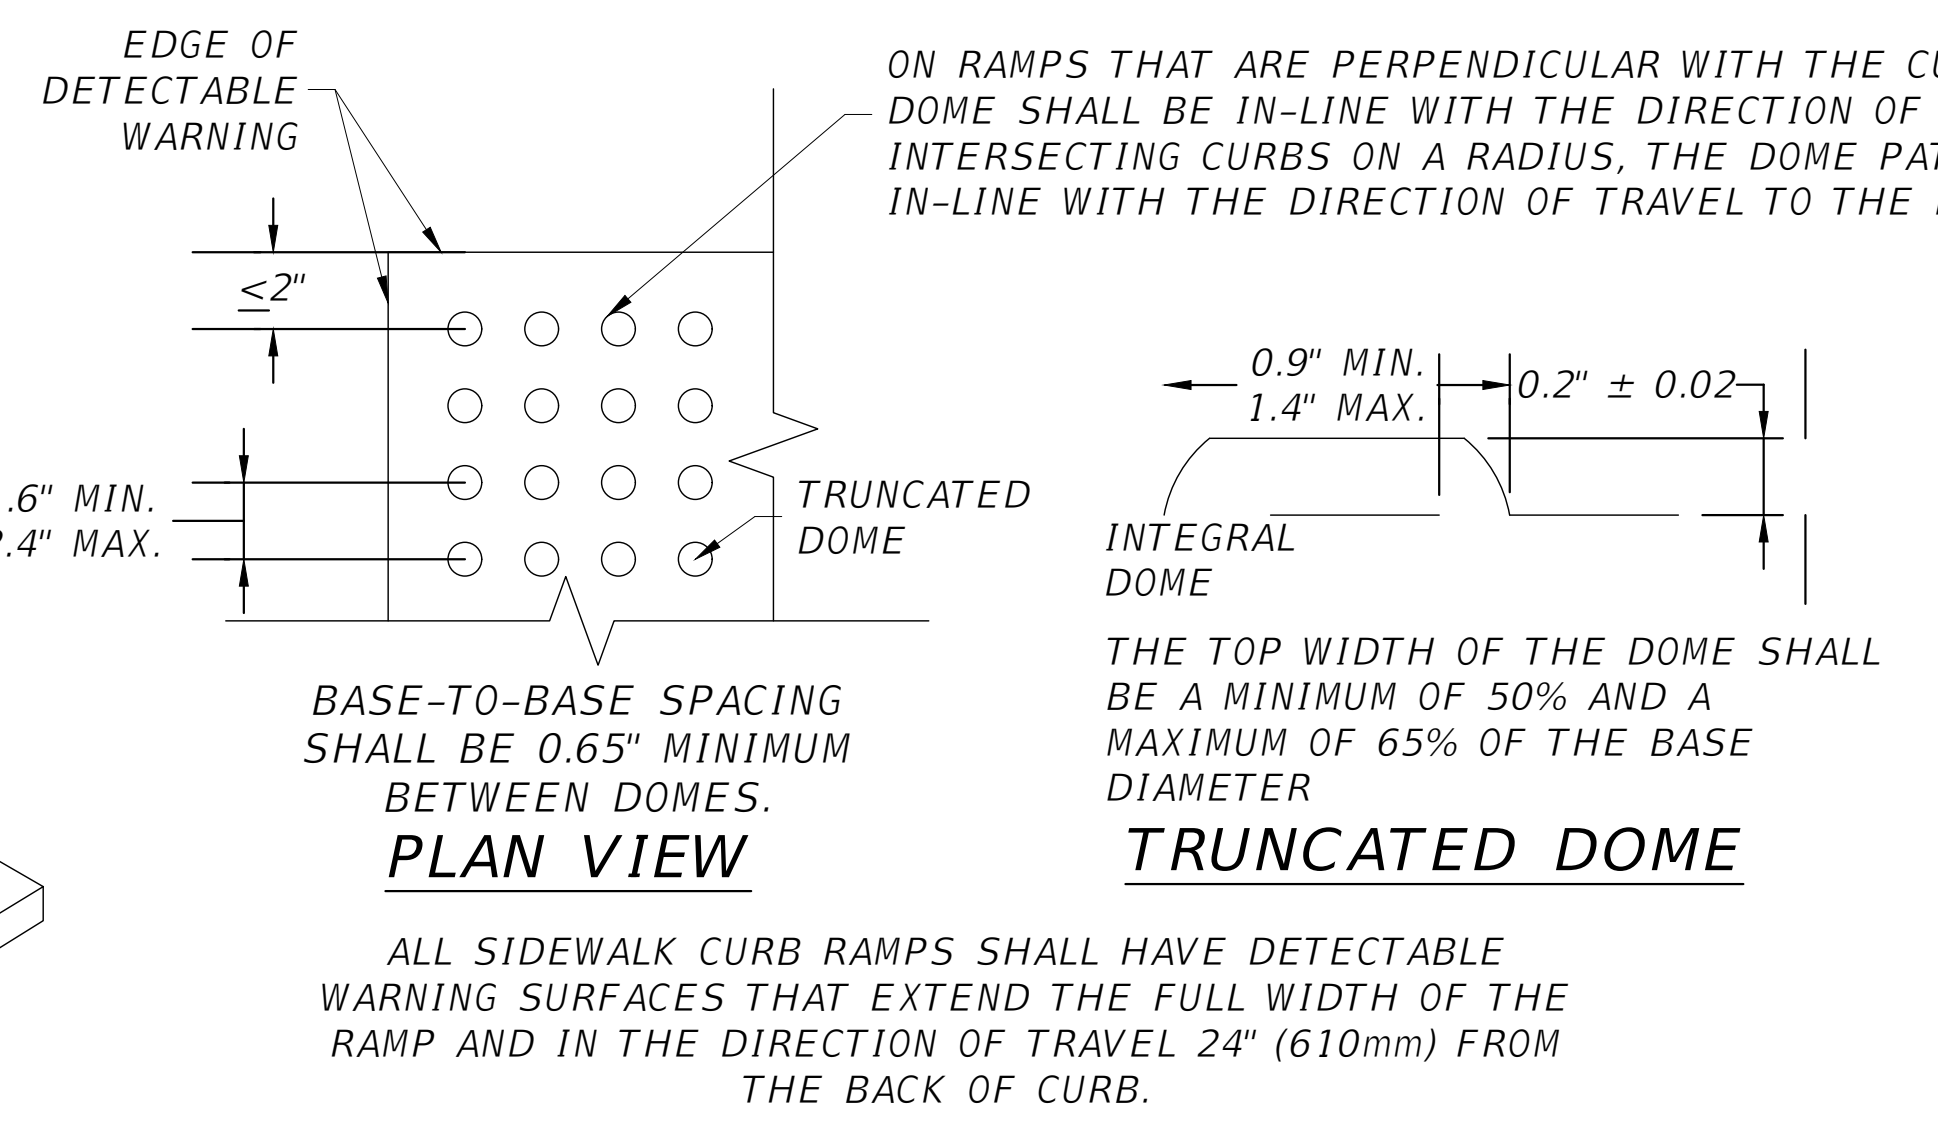 EDGE OF
DETECTABLE
WARNING
ON RAMPS THAT ARE PERPENDICULAR WITH THE
DOME SHALL BE IN-LINE WITH THE DIRECTION OF
INTERSECTING CURBS ON A RADIUS, THE DOME
IN-LINE WITH THE DIRECTION OF TRAVEL TO THE
≤2"
.6" MIN.
.4" MAX.
TRUNCATED
DOME
0.9" MIN.
1.4" MAX.
0.2" ± 0.02
INTEGRAL
DOME
THE TOP WIDTH OF THE DOME SHALL
BE A MINIMUM OF 50% AND A
MAXIMUM OF 65% OF THE BASE
DIAMETER
BASE-TO-BASE SPACING
SHALL BE 0.65" MINIMUM
BETWEEN DOMES.
PLAN VIEW
TRUNCATED DOME
ALL SIDEWALK CURB RAMPS SHALL HAVE DETECTABLE
WARNING SURFACES THAT EXTEND THE FULL WIDTH OF THE
RAMP AND IN THE DIRECTION OF TRAVEL 24" (610mm) FROM
THE BACK OF CURB.